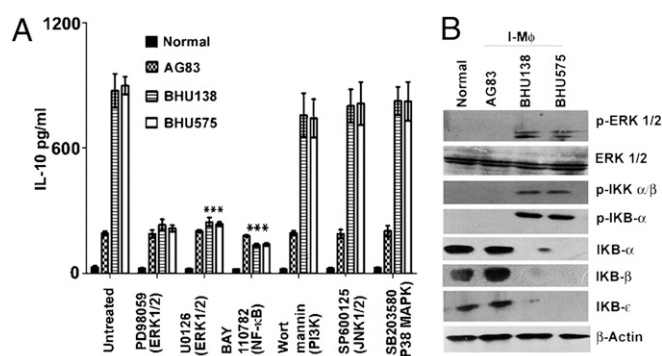 A
1200
600
0
IL-10 pg/ml
Normal
AG83
BHU138
BHU575
***
***
Untreated
PD98059
(ERK1/2)
U0126
(ERK1/2)
BAY
110782
(NF-κB)
Wort
mannin
(PI3K)
SP600125
(JNK1/2)
SB203580
P38 MAPK)
B
I-Mφ
Normal
AG83
BHU138
BHU575
p-ERK 1/2
ERK 1/2
p-IKK α/β
p-IKB-α
IKB-α
IKB-β
IKB-ε
β-Actin